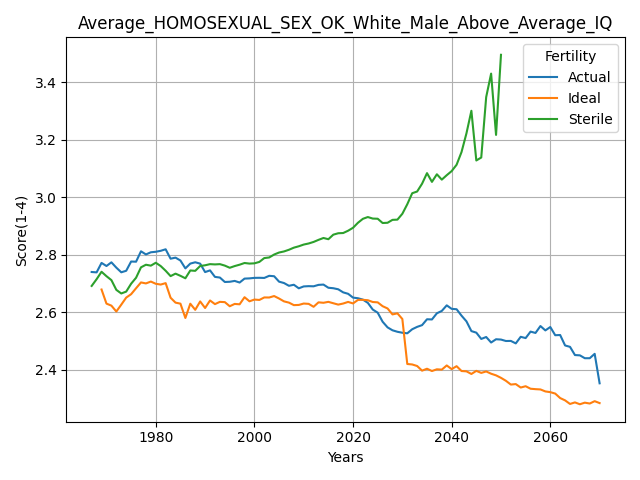 Average_HOMOSEXUAL_SEX_OK_White_Male_Above_Average_IQ
Fertility
Actual
Ideal
Sterile
Score(1-4)
3.4
3.2
3.0
2.8
2.6
2.4
1980 2000 2020 2040 2060
Years